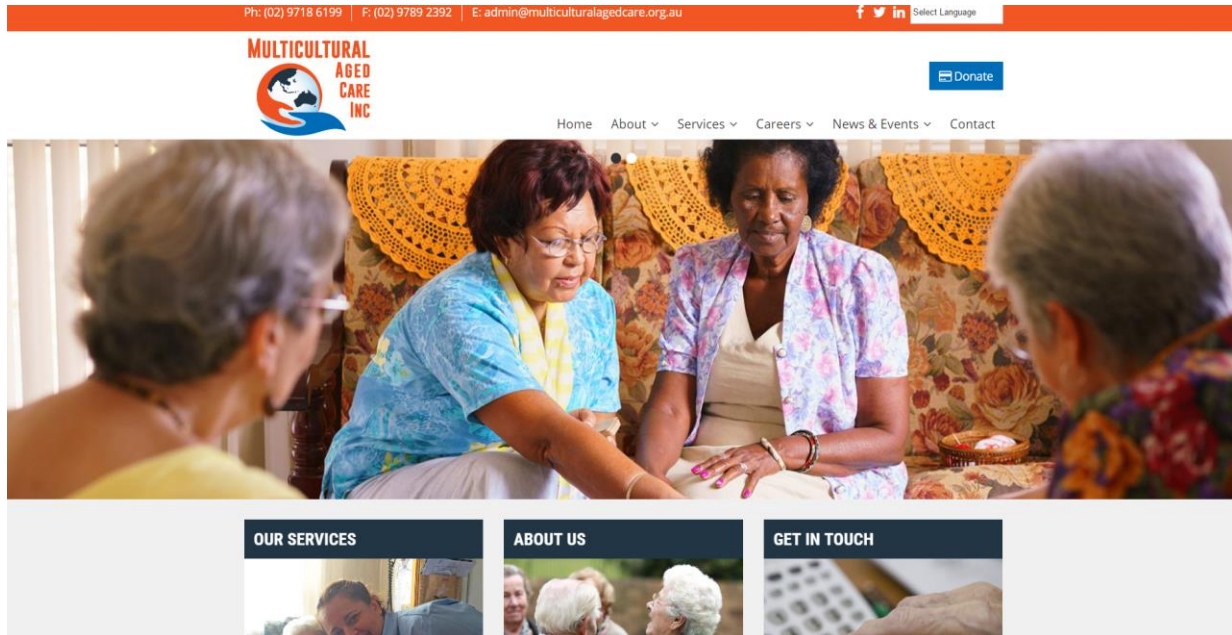 Ph: (02) 9718 6199 | F: (02) 9789 2392 | E: admin@multiculturalagedcare.org.au
Select Language
MULTICULTURAL
AGED
CARE
INC
Donate
Home About Services Careers News & Events Contact
OUR SERVICES
ABOUT US
GET IN TOUCH